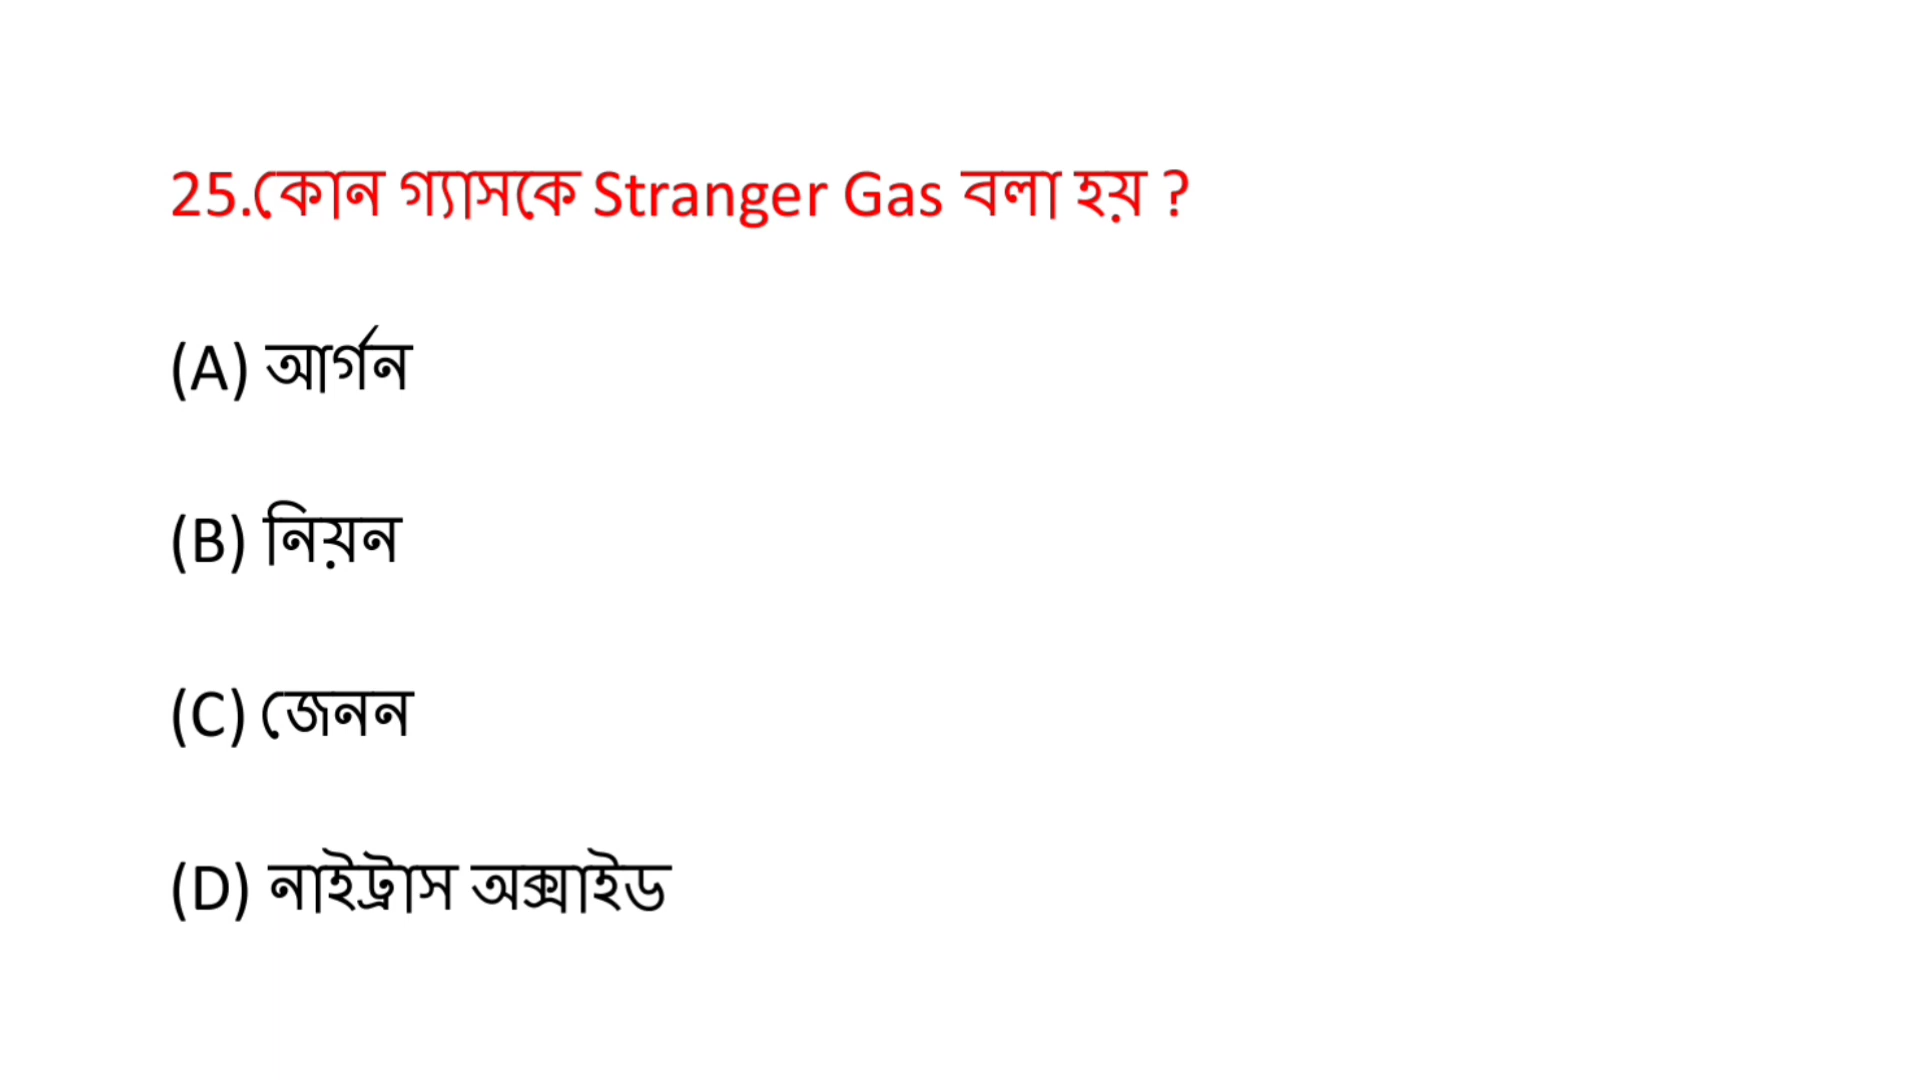 25.কোন গ্যাসকে Stranger Gas বলা হয় ?
(A) আর্গন
(B) নিয়ন
(C) জেনন
(D) নাইট্রাস অক্সাইড